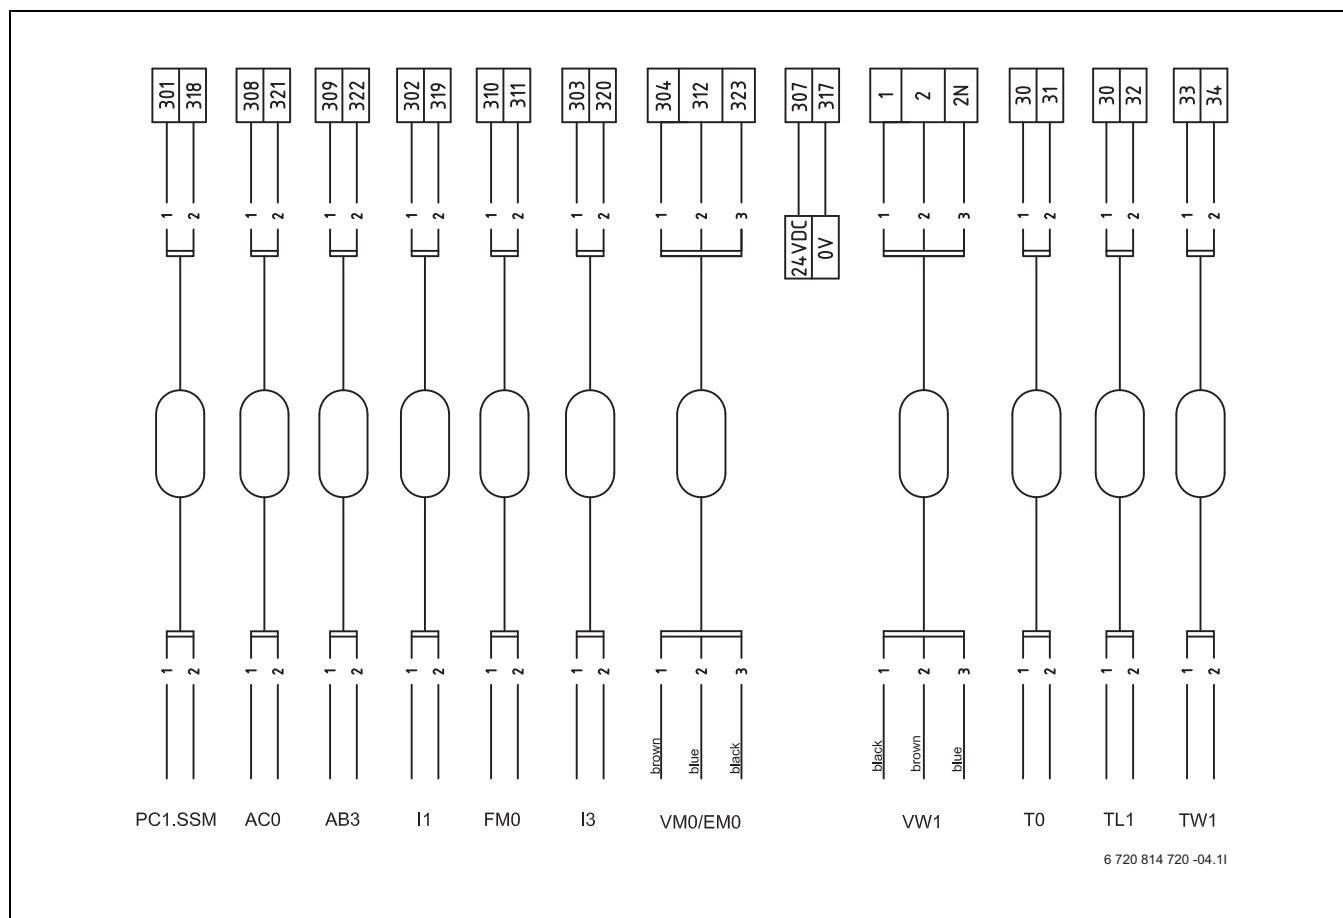 301 318 308 321 309 322 302 319 310 311 303 320 304 312 323 307 317 1 2 2N 30 31 30 32 33 34
1 2 1 2 1 2 1 2 1 2 1 2 1 2 3 1 2 3 1 2 1 2 1 2
24VDC
0V
1 2 1 2 1 2 1 2 1 2 1 2 1 2 3 1 2 3 1 2 1 2 1 2
brown blue black black brown blue
PC1.SSM AC0 AB3 I1 FM0 I3 VM0/EM0 VW1 T0 TL1 TW1
6 720 814 720 -04.1I